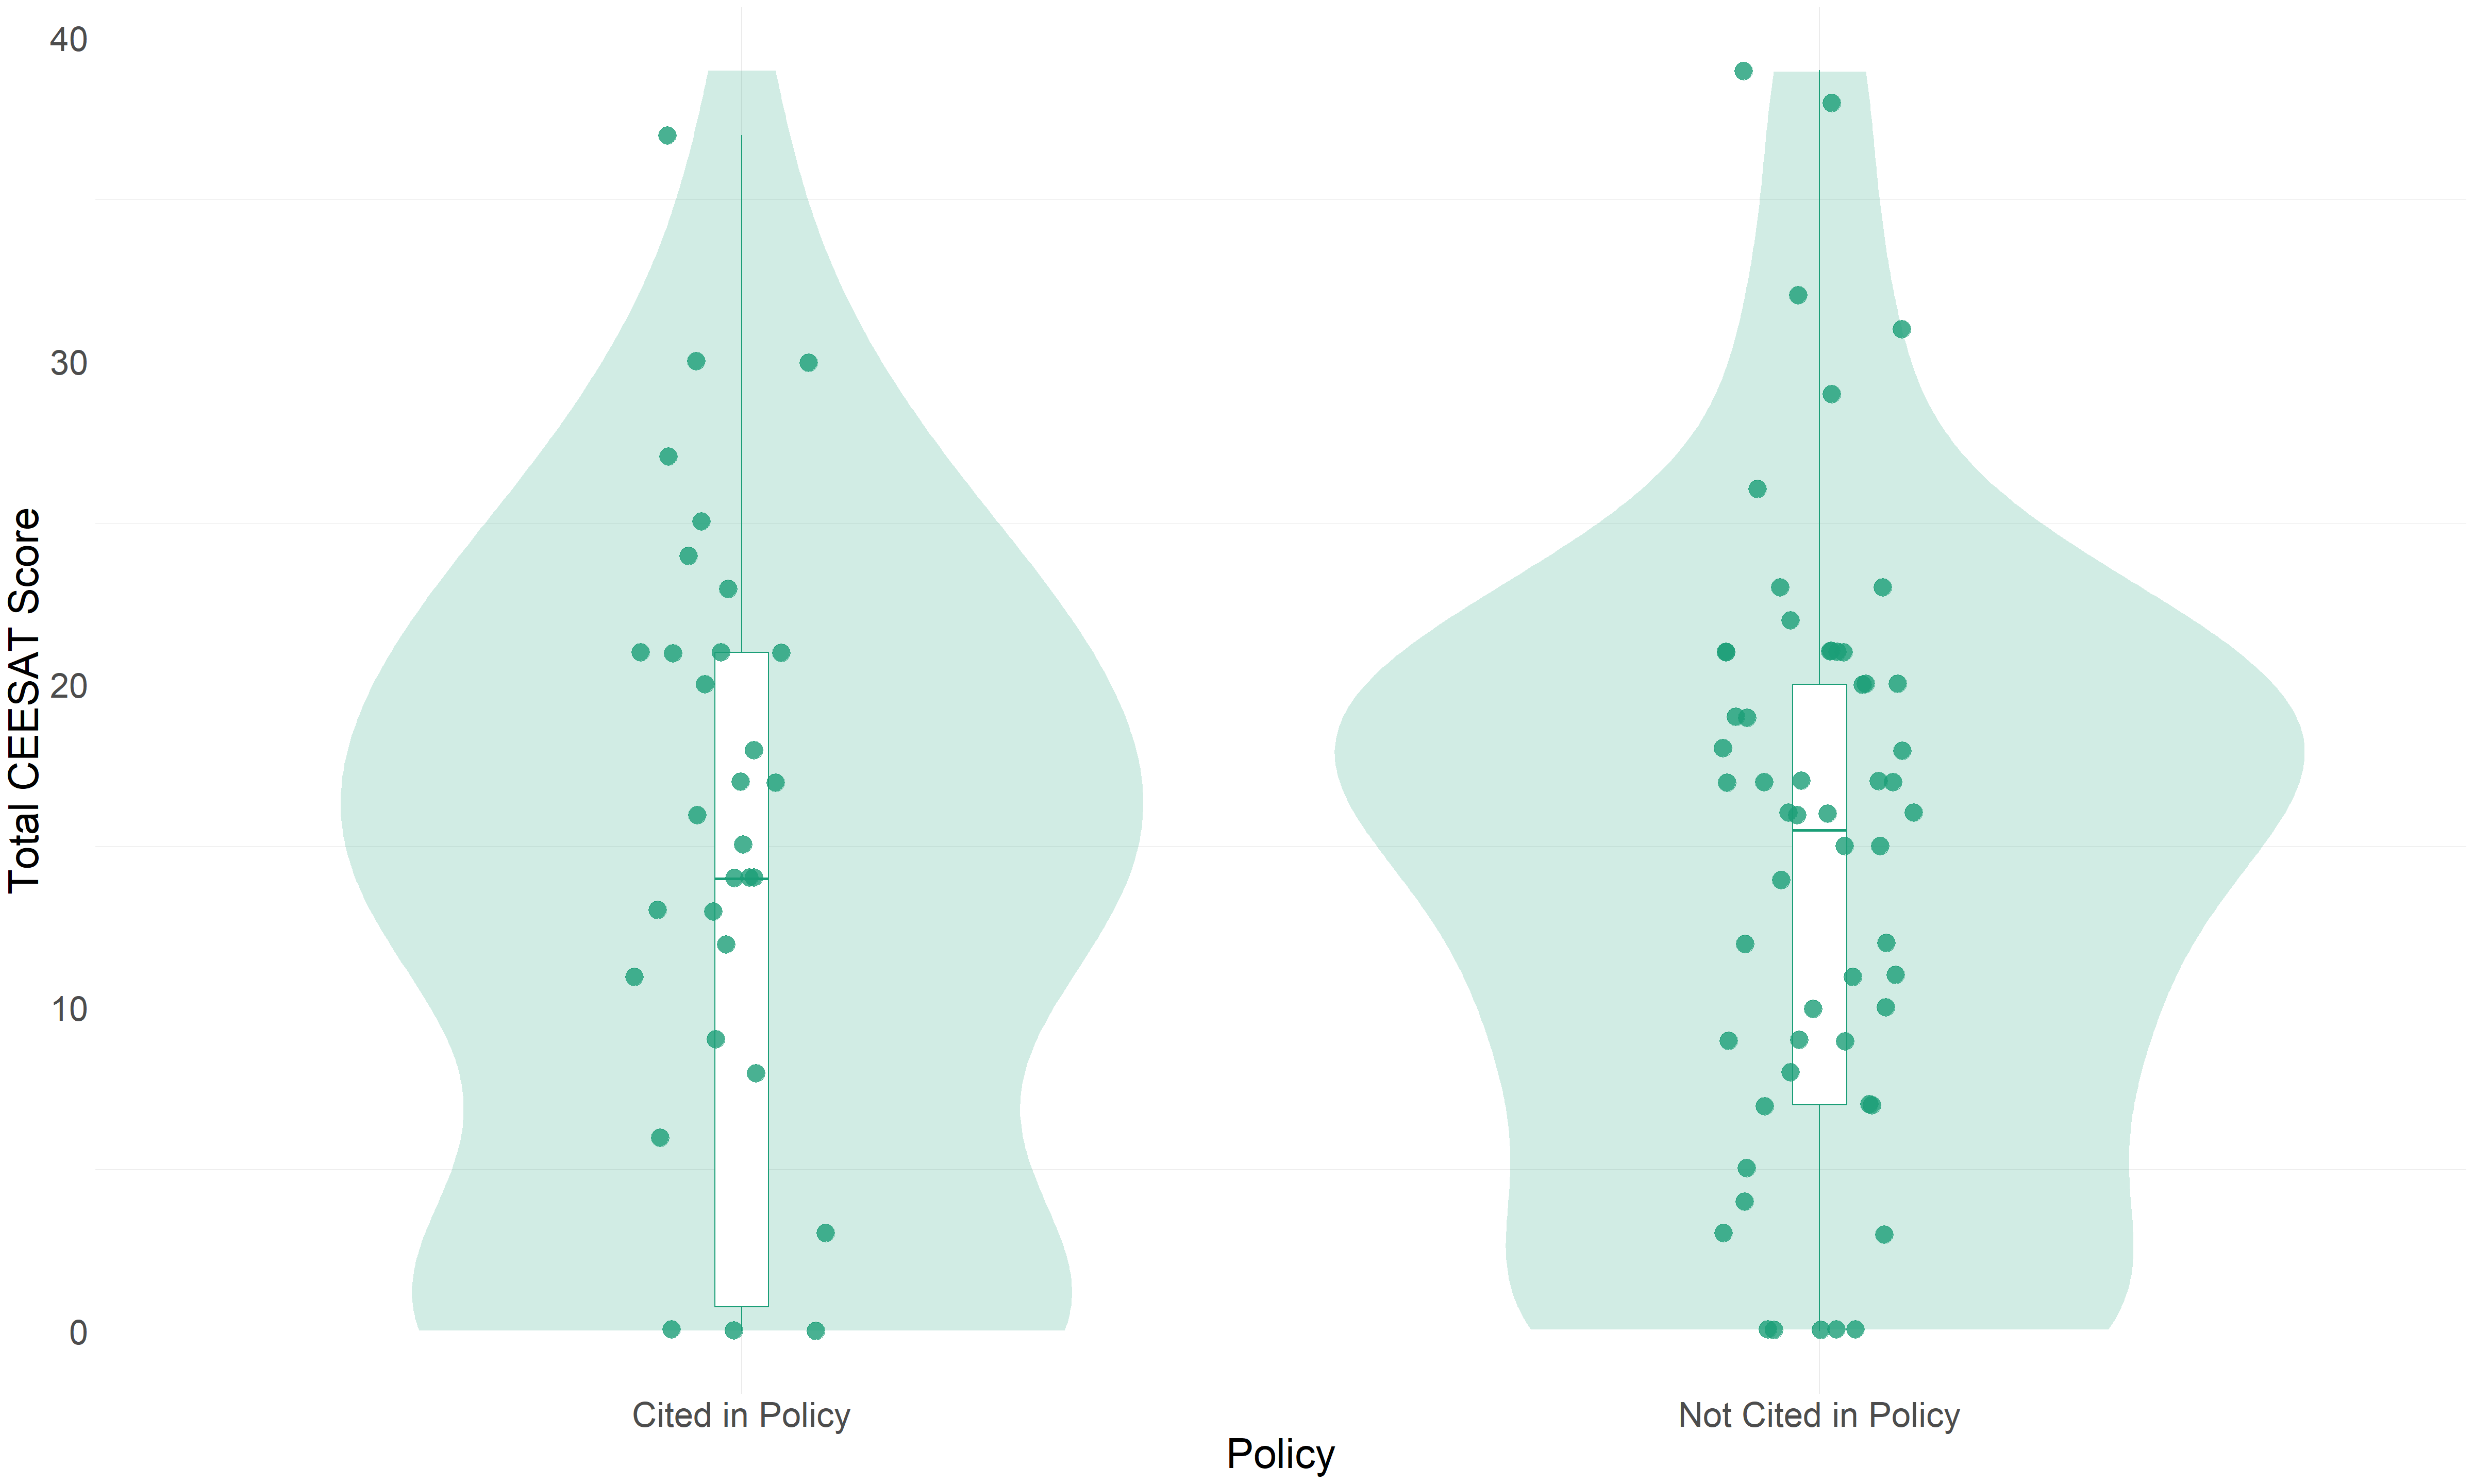 Total CEESAT Score
40
30
20
10
0
Cited in Policy
Not Cited in Policy
Policy